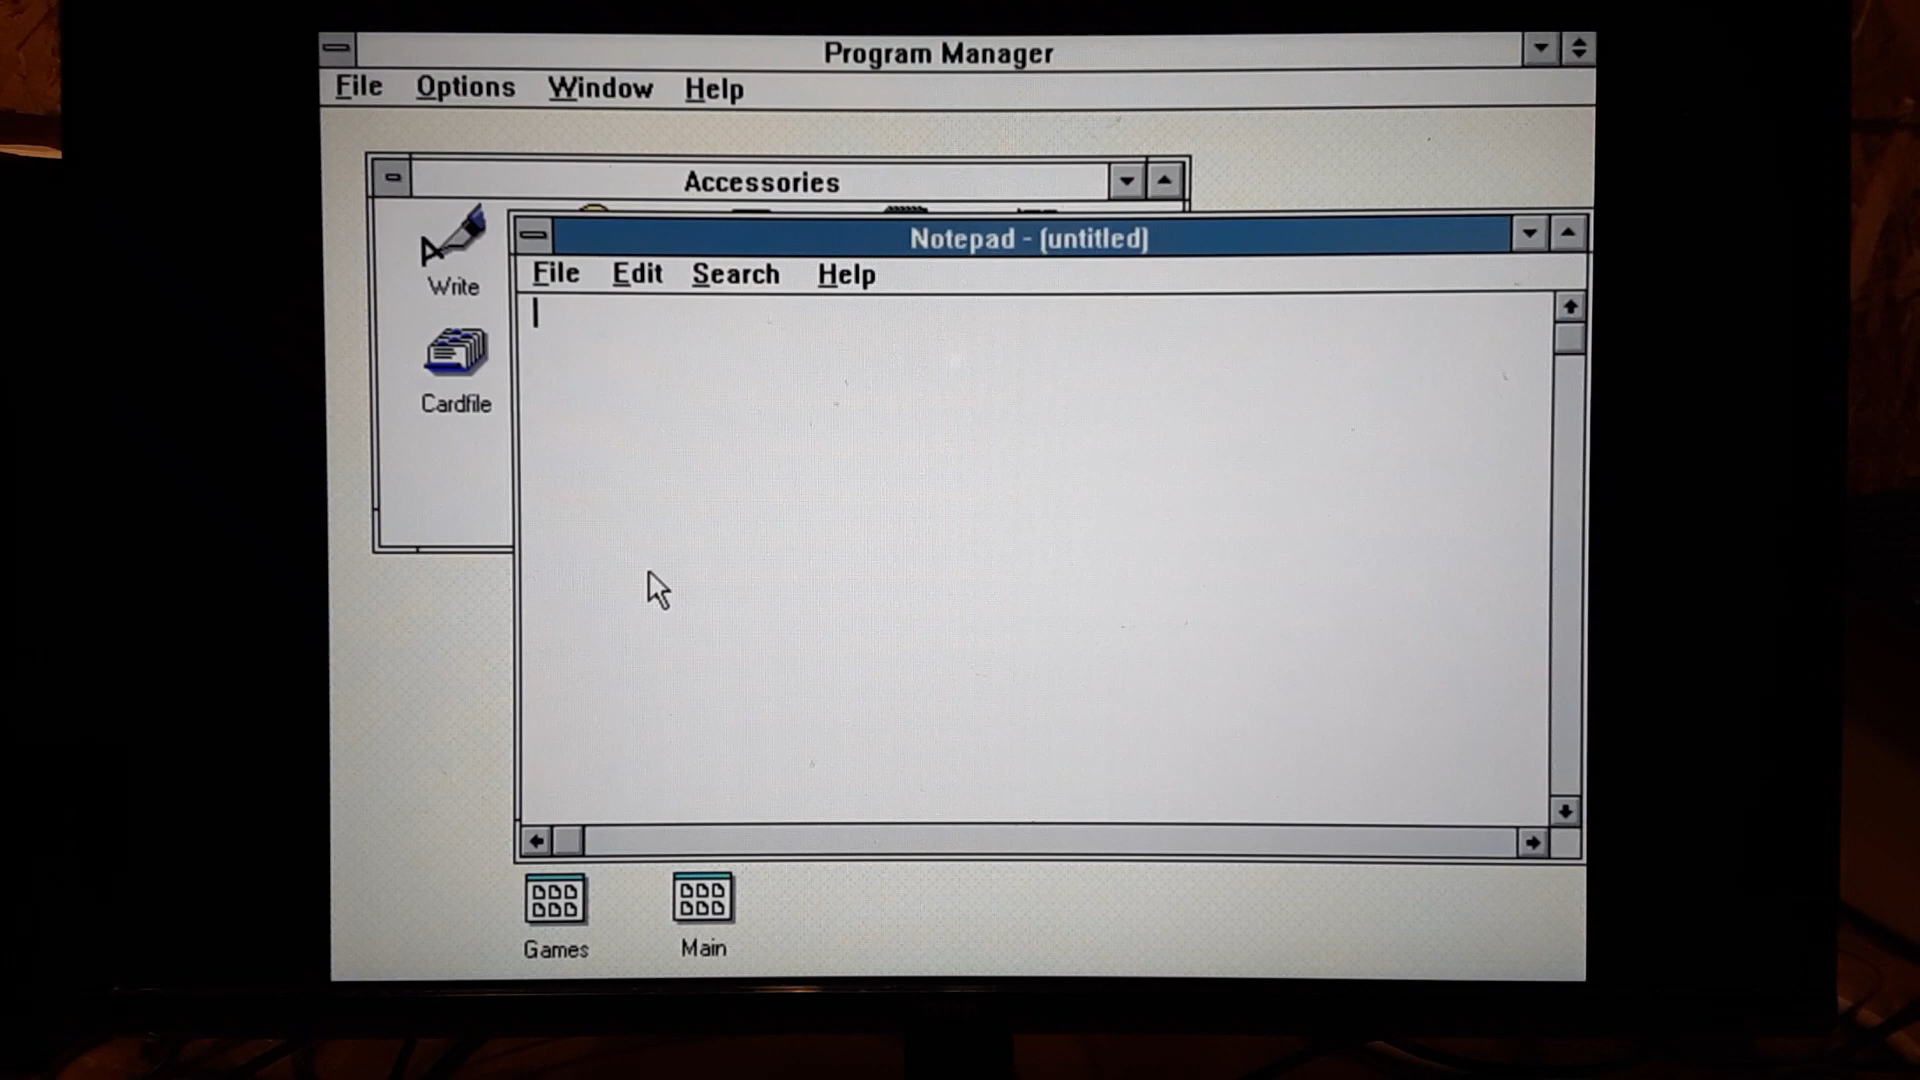 Program Manager
File Options Window Help
Accessories
Write
Cardfile
Notepad - (untitled)
File Edit Search Help
Games
Main